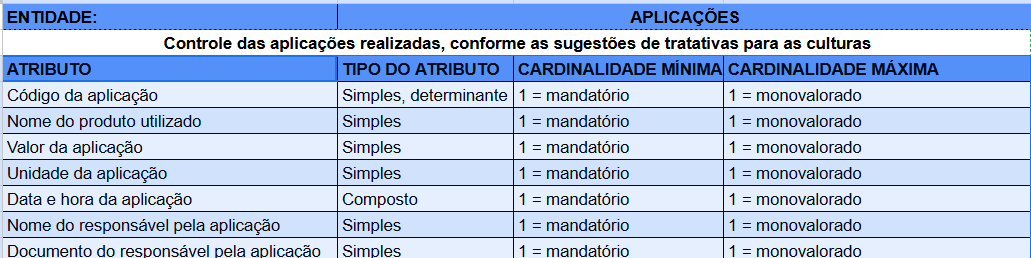 ENTIDADE: APLICAÇÕES
Controle das aplicações realizadas, conforme as sugestões de tratativas para as culturas
ATRIBUTO TIPO DO ATRIBUTO CARDINALIDADE MÍNIMA CARDINALIDADE MÁXIMA
Código da aplicação Simples, determinante 1 = mandatório 1 = monovalorado
Nome do produto utilizado Simples 1 = mandatório 1 = monovalorado
Valor da aplicação Simples 1 = mandatório 1 = monovalorado
Unidade da aplicação Simples 1 = mandatório 1 = monovalorado
Data e hora da aplicação Composto 1 = mandatório 1 = monovalorado
Nome do responsável pela aplicação Simples 1 = mandatório 1 = monovalorado
Documento do responsável pela aplicação Simples 1 = mandatório 1 = monovalorado